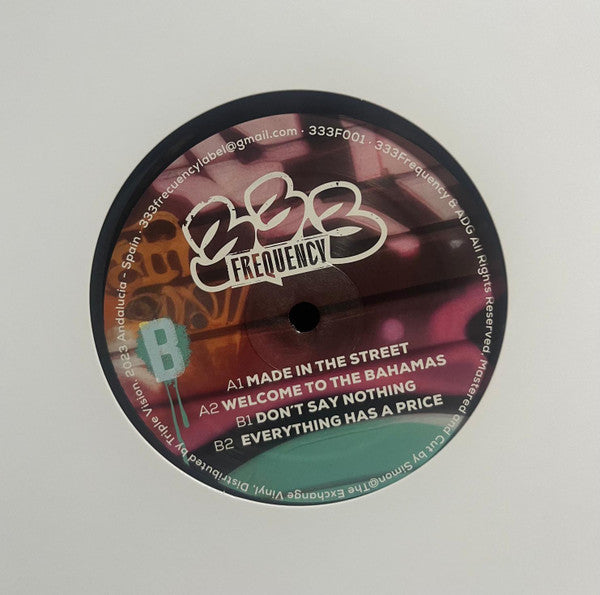 333frecuencylabel@gmail.com · 333F001 · 333Frequency & ADG All Rights Reserved. Mastered and Cut by Simon@The Exchange Vinyl. Distributed by Triple Vision. 2023 Andalucia - Spain ·
333
FREQUENCY
B
A1 MADE IN THE STREET
A2 WELCOME TO THE BAHAMAS
B1 DON'T SAY NOTHING
B2 EVERYTHING HAS A PRICE